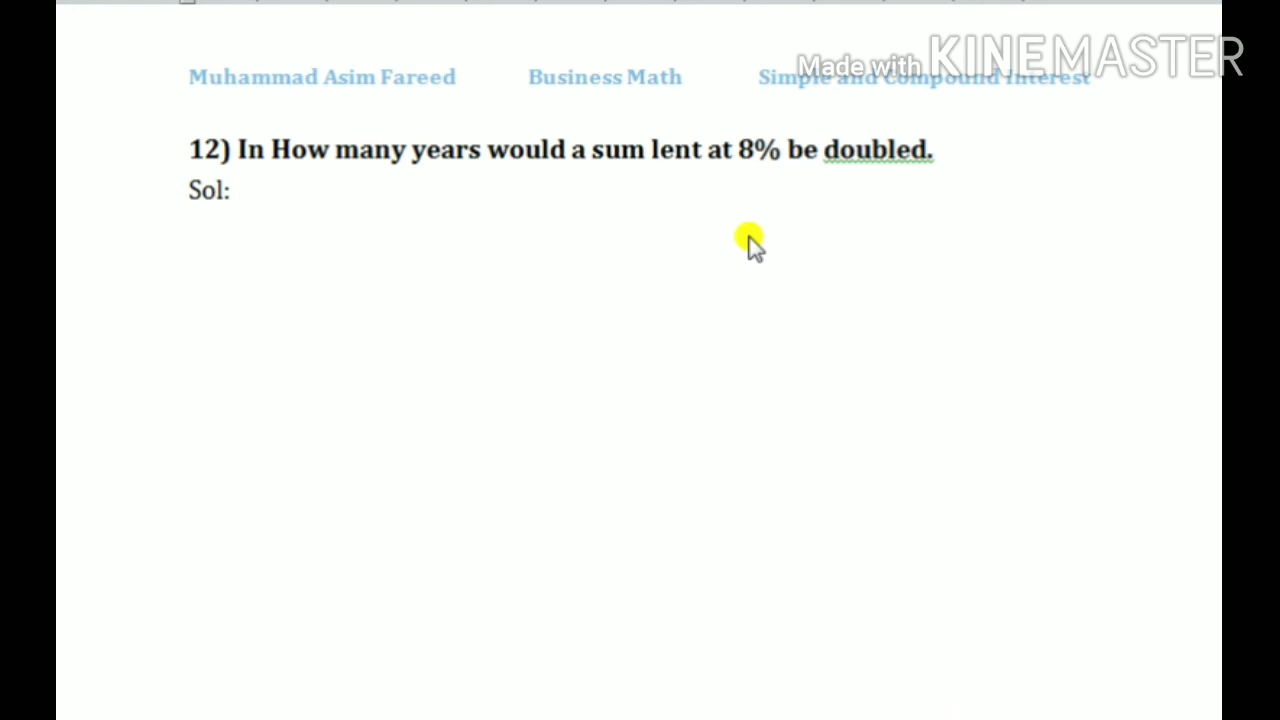 Made with KINEMASTER
Muhammad Asim Fareed Business Math Simple and Compound Interest
12) In How many years would a sum lent at 8% be doubled.
Sol: